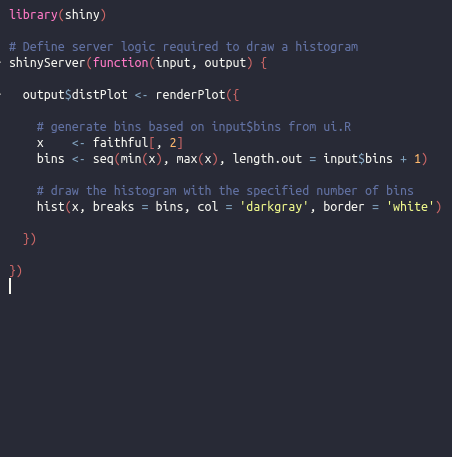 library(shiny)
# Define server logic required to draw a histogram
shinyServer(function(input, output) {
output$distPlot <- renderPlot({
# generate bins based on input$bins from ui.R
x    <- faithful[, 2]
bins <- seq(min(x), max(x), length.out = input$bins + 1)
# draw the histogram with the specified number of bins
hist(x, breaks = bins, col = 'darkgray', border = 'white')
})
})